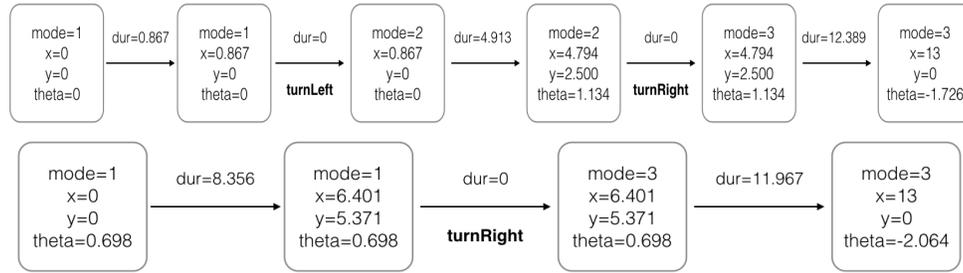 mode=1
x=0
y=0
theta=0
dur=0.867
mode=1
x=0.867
y=0
theta=0
dur=0
turnLeft
mode=2
x=0.867
y=0
theta=0
dur=4.913
mode=2
x=4.794
y=2.500
theta=1.134
dur=0
turnRight
mode=3
x=4.794
y=2.500
theta=1.134
dur=12.389
mode=3
x=13
y=0
theta=-1.726
mode=1
x=0
y=0
theta=0.698
dur=8.356
mode=1
x=6.401
y=5.371
theta=0.698
dur=0
turnRight
mode=3
x=6.401
y=5.371
theta=0.698
dur=11.967
mode=3
x=13
y=0
theta=-2.064